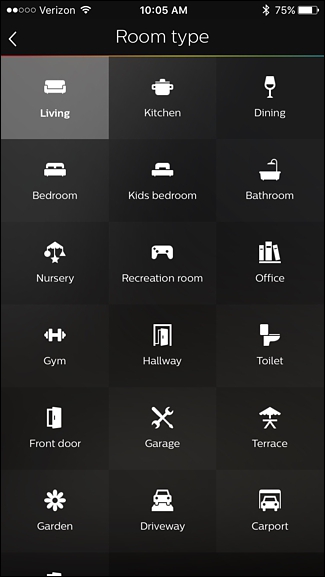 Verizon 10:05 AM 75%
Room type
Living Kitchen Dining
Bedroom Kids bedroom Bathroom
Nursery Recreation room Office
Gym Hallway Toilet
Front door Garage Terrace
Garden Driveway Carport